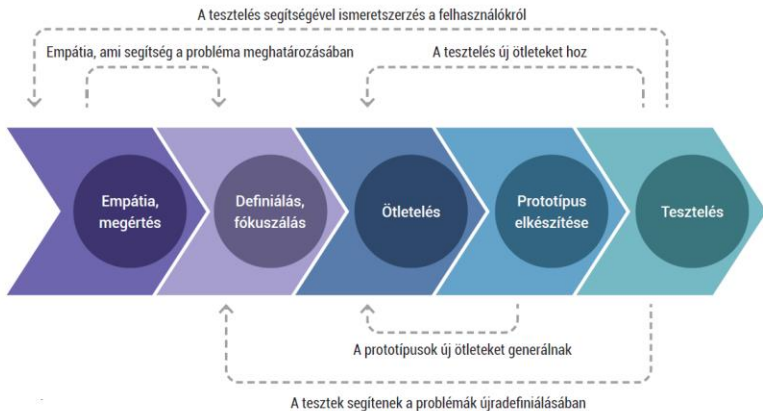 A tesztelés segítségével ismeretszerzés a felhasználókról
Empátia, ami segítség a probléma meghatározásában
A tesztelés új ötleteket hoz
Empátia,
megértés
Definiálás,
fókuszálás
Ötletelés
Prototípus
elkészítése
Tesztelés
A prototípusok új ötleteket generálnak
A tesztek segítenek a problémák újradefiniálásában